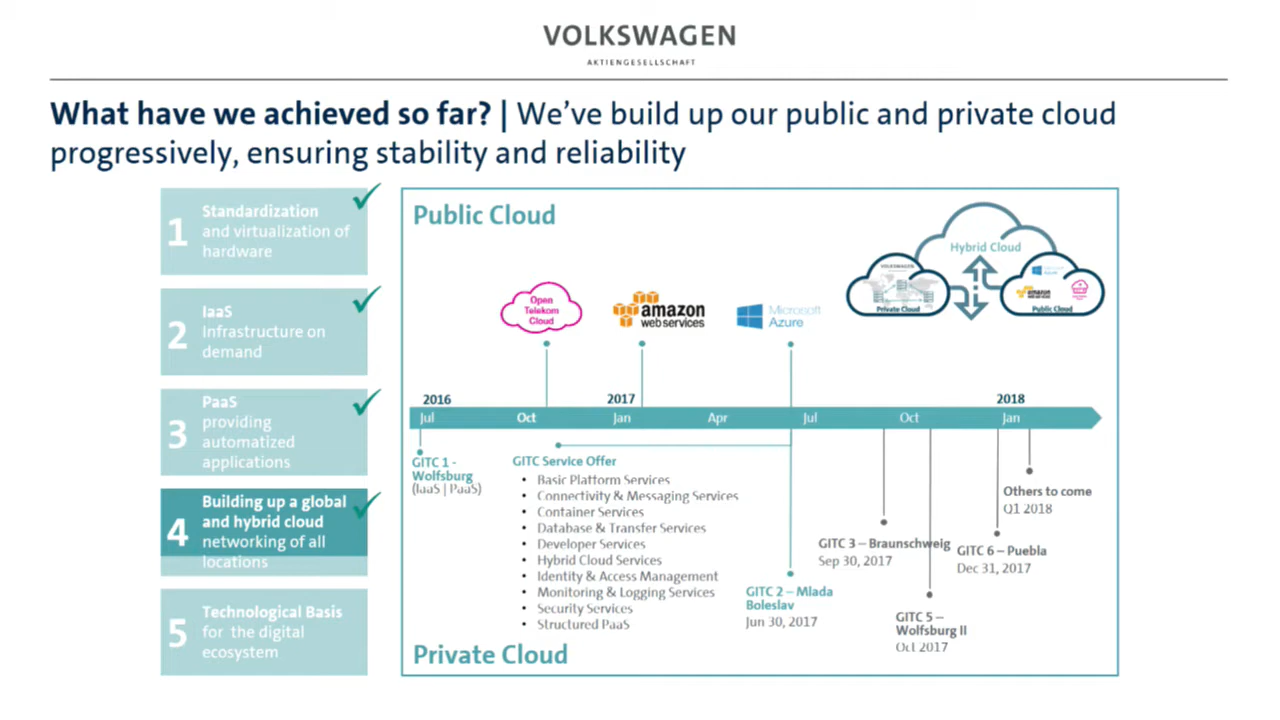 VOLKSWAGEN
AKTIENGESELLSCHAFT
What have we achieved so far? | We've build up our public and private cloud
progressively, ensuring stability and reliability
1
Standardization
and virtualization of
hardware
2
IaaS
Infrastructure on
demand
3
PaaS
providing
automatized
applications
4
Building up a global
and hybrid cloud
networking of all
locations
5
Technological Basis
for the digital
ecosystem
Public Cloud
Open
Telekom
Cloud
amazon
web services
Microsoft
Azure
Hybrid Cloud
VOLKSWAGEN
Private Cloud
Microsoft
Azure
amazon
web services
Public Cloud
2016
2017
2018
Jul
Oct
Jan
Apr
Jul
Oct
Jan
GITC 1 -
Wolfsburg
(IaaS | PaaS)
GITC Service Offer
• Basic Platform Services
• Connectivity & Messaging Services
• Container Services
• Database & Transfer Services
• Developer Services
• Hybrid Cloud Services
• Identity & Access Management
• Monitoring & Logging Services
• Security Services
• Structured PaaS
GITC 2 – Mlada
Boleslav
Jun 30, 2017
GITC 3 – Braunschweig
Sep 30, 2017
GITC 5 –
Wolfsburg II
Oct 2017
GITC 6 – Puebla
Dec 31, 2017
Others to come
Q1 2018
Private Cloud